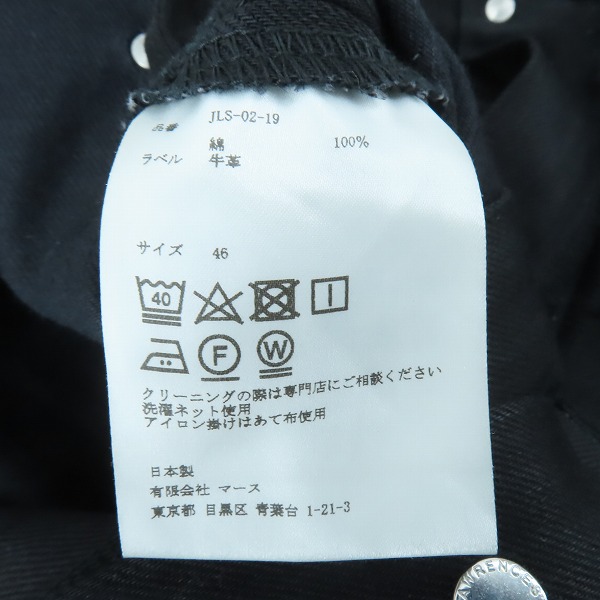 品番 JLS-02-19
綿 100%
ラベル 牛革
サイズ 46
40
F W
クリーニングの際は専門店にご相談ください
洗濯ネット使用
アイロン掛けはあて布使用
日本製
有限会社 マース
東京都 目黒区 青葉台 1-21-3